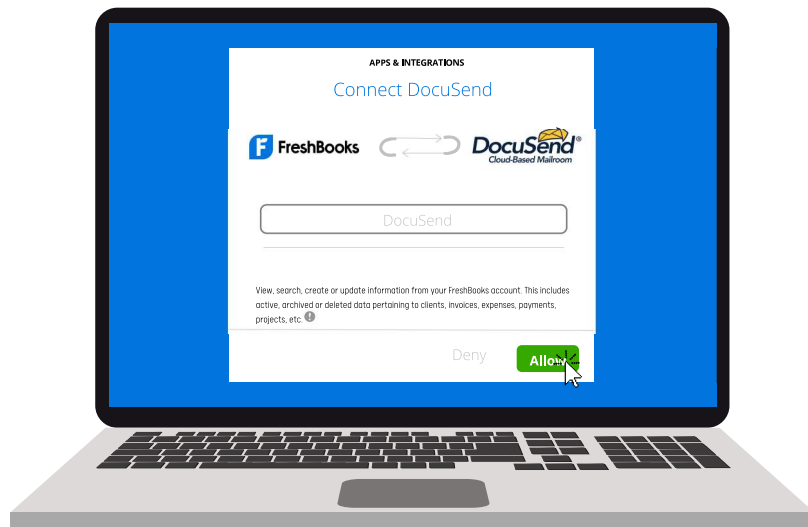 APPS & INTEGRATIONS
Connect DocuSend
FreshBooks
DocuSend®
Cloud-Based Mailroom
DocuSend
View, search, create or update information from your FreshBooks account. This includes
active, archived or deleted data pertaining to clients, invoices, expenses, payments,
projects, etc.
Deny
Allow